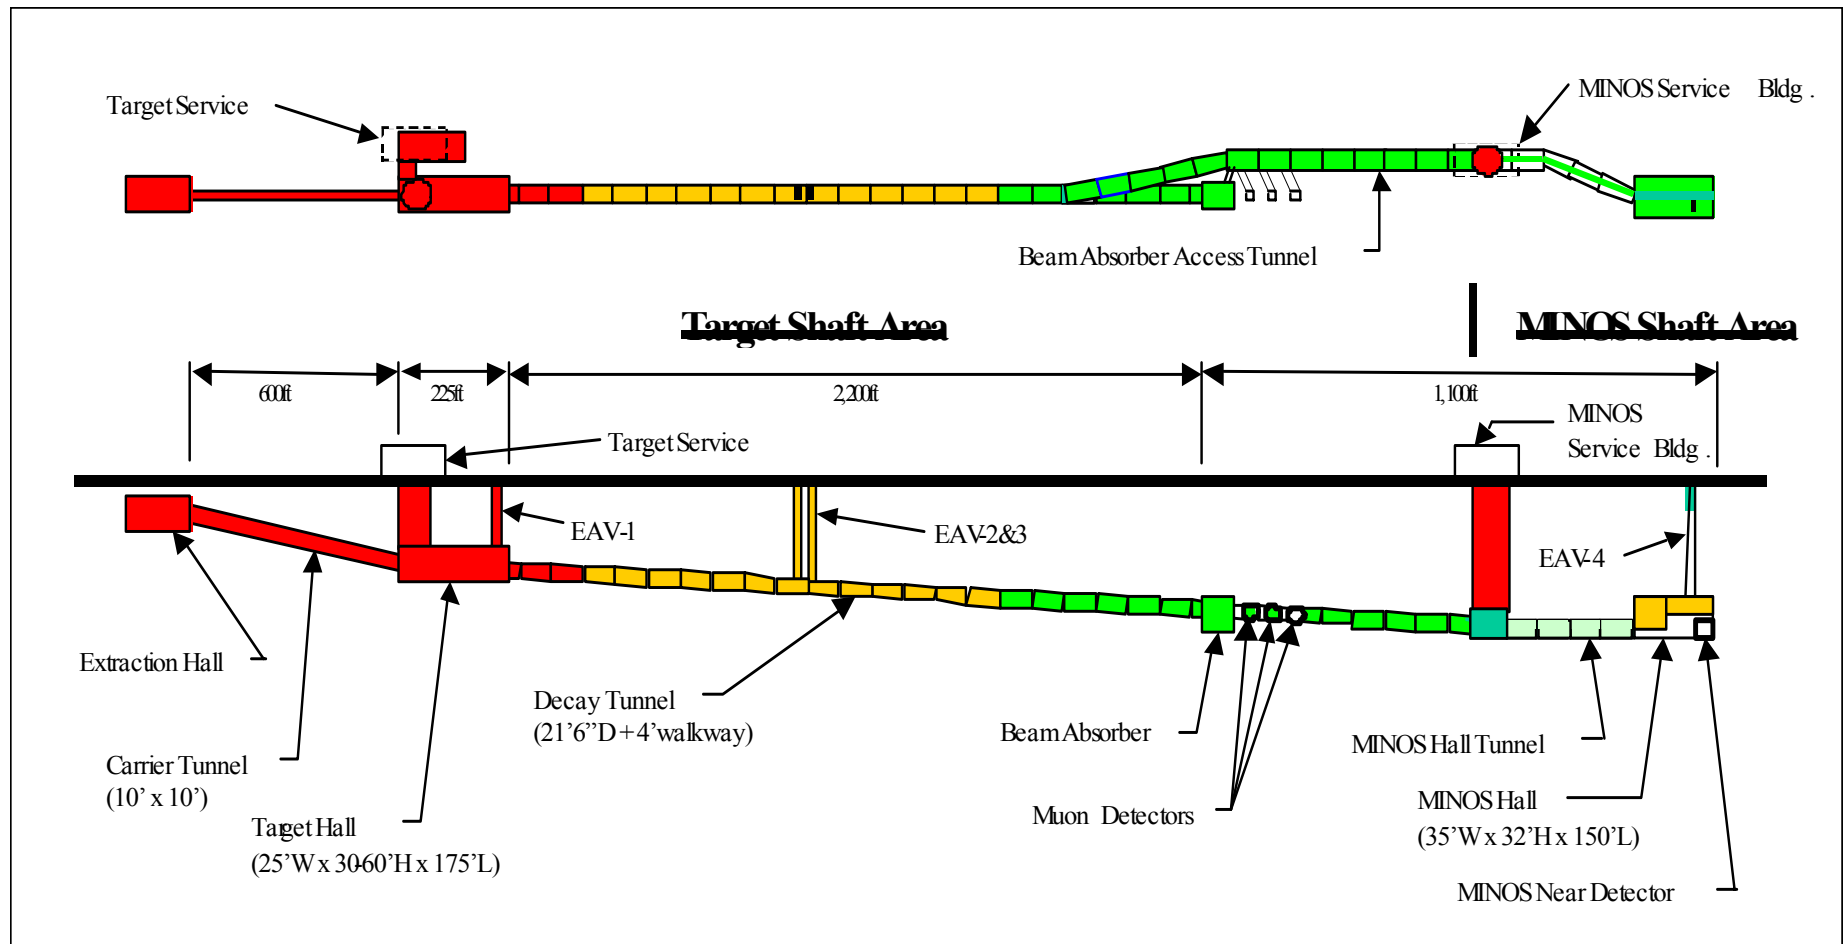 Target Service
MINOS Service Bldg .
Beam Absorber Access Tunnel
Target Shaft Area
MINOS Shaft Area
600ft
225ft
2,200ft
1,100ft
Target Service
MINOS
Service Bldg .
EAV-1
EAV-2&3
EAV-4
Extraction Hall
Decay Tunnel
(21’6”D + 4’walkway)
Beam Absorber
MINOS Hall Tunnel
Carrier Tunnel
(10’ x 10’)
Muon Detectors
MINOS Hall
(35’W x 32’H x 150’L)
Target Hall
(25’W x 30-60’H x 175’L)
MINOS Near Detector